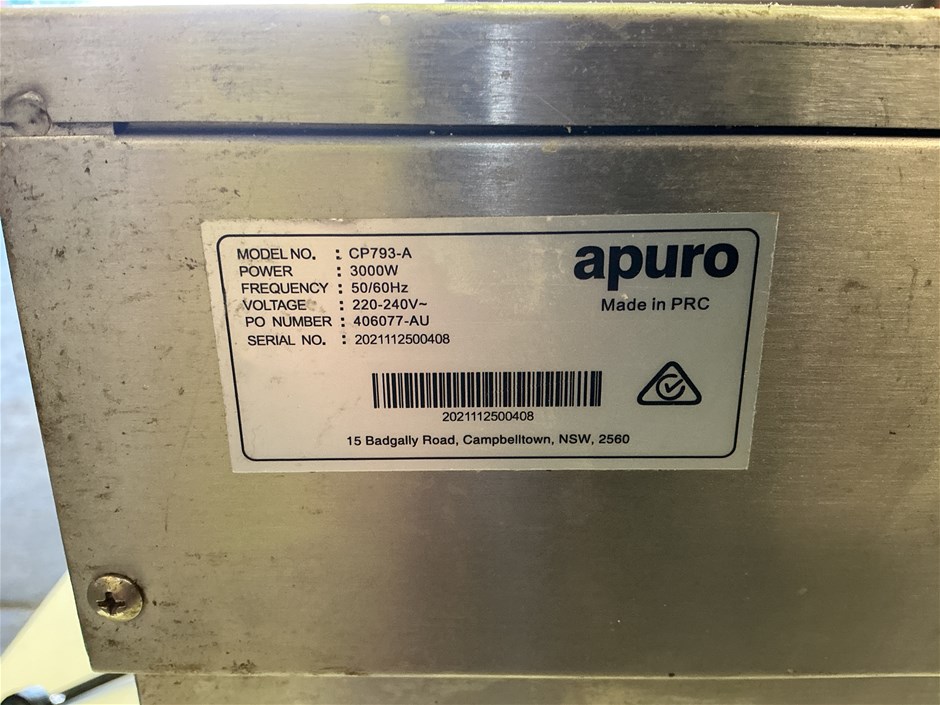 apuro
Made in PRC
MODEL NO. : CP793-A
POWER : 3000W
FREQUENCY : 50/60Hz
VOLTAGE : 220-240V~
PO NUMBER : 406077-AU
SERIAL NO. : 2021112500408
2021112500408
15 Badgally Road, Campbelltown, NSW, 2560